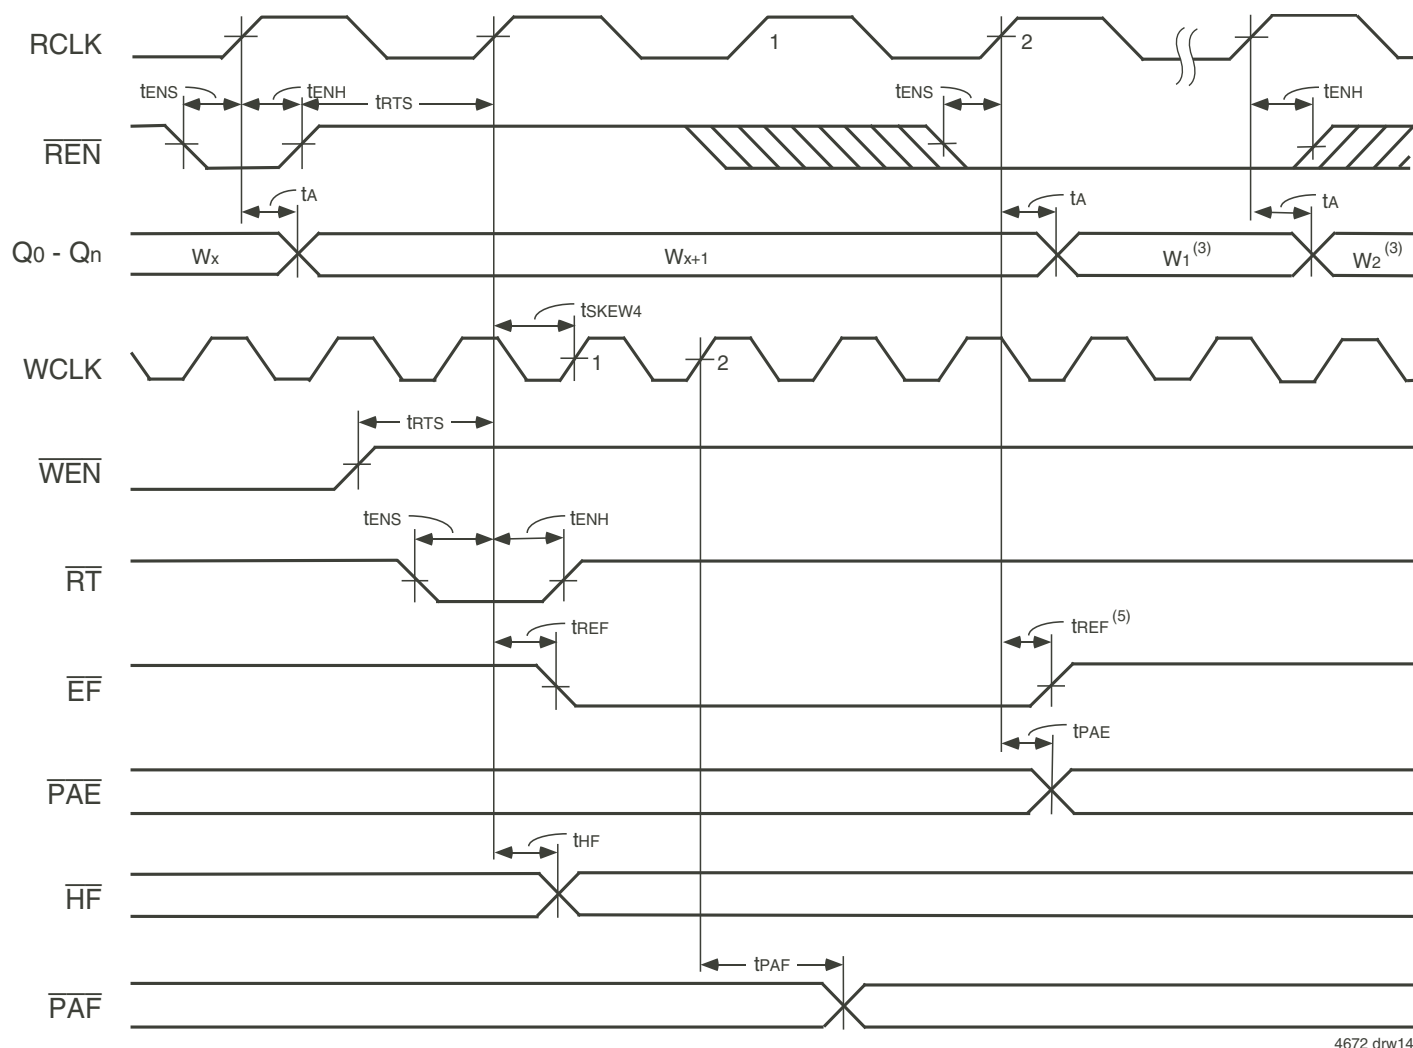 RCLK
1
2
tENS
tENH
tRTS
tENS
tENH
REN
tA
tA
tA
Q0 - Qn
Wx
Wx+1
W1(3)
W2(3)
tSKEW4
WCLK
1
2
tRTS
WEN
tENS
tENH
RT
tREF
tREF(5)
EF
tPAE
PAE
tHF
HF
tPAF
PAF
4672 drw14